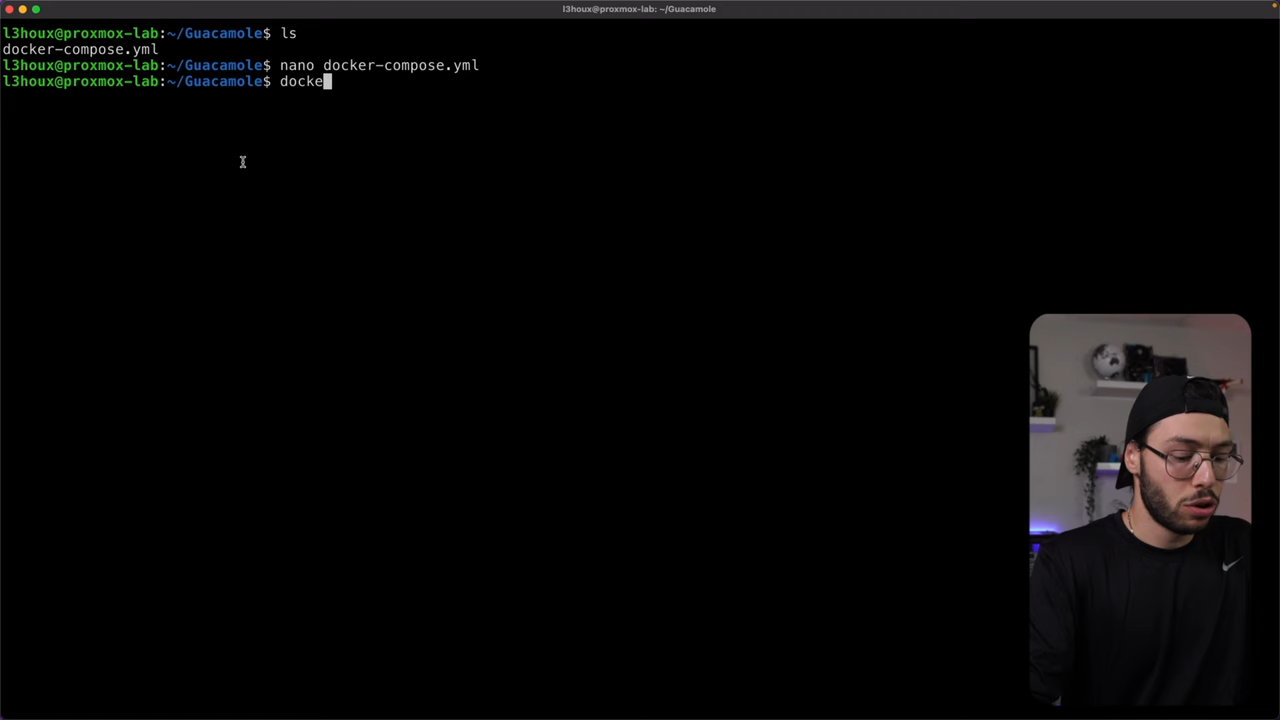 l3houx@proxmox-lab: ~/Guacamole
l3houx@proxmox-lab:~/Guacamole$ ls
docker-compose.yml
l3houx@proxmox-lab:~/Guacamole$ nano docker-compose.yml
l3houx@proxmox-lab:~/Guacamole$ docke